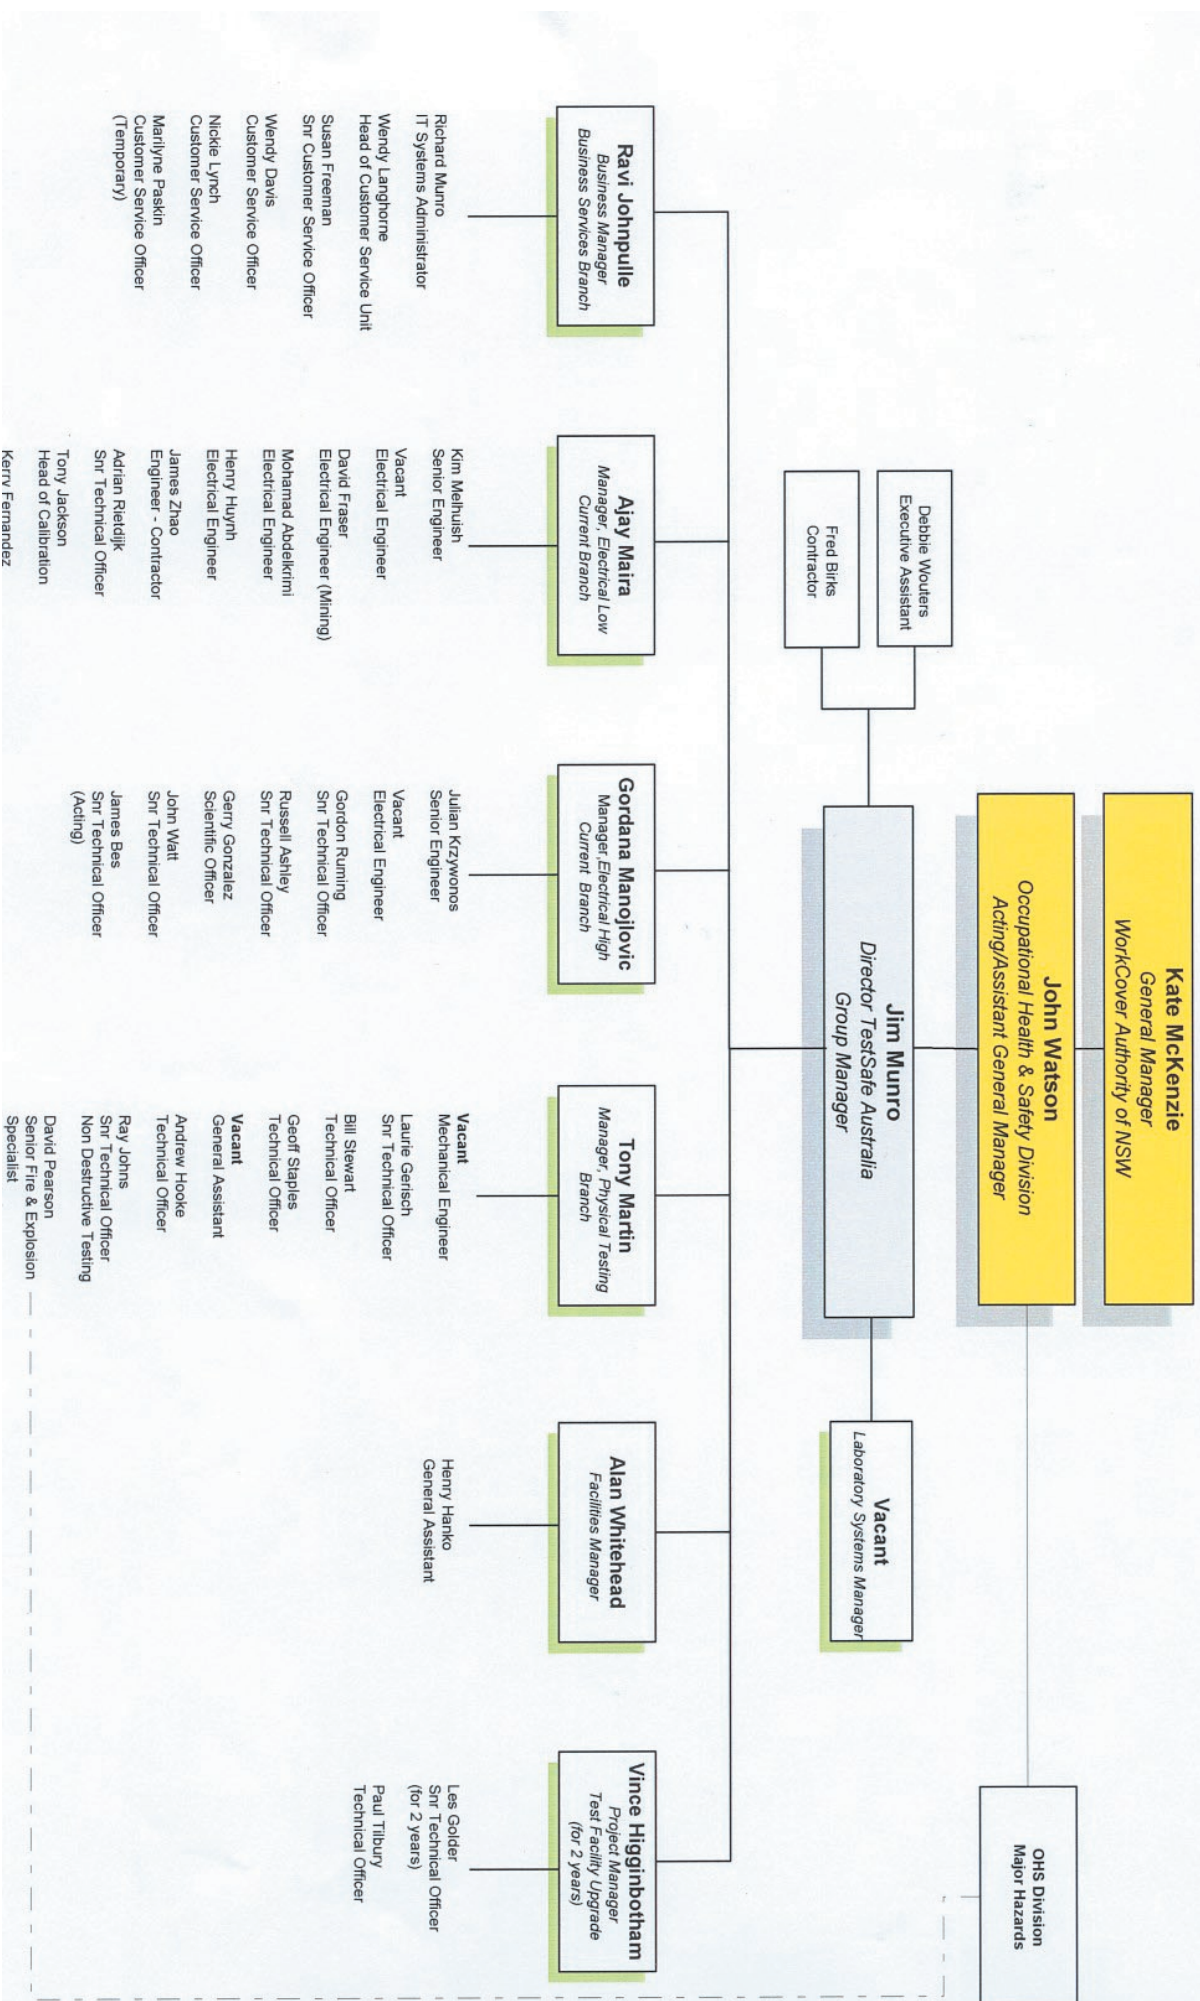 Kate McKenzie
General Manager
WorkCover Authority of NSW
John Watson
Occupational Health & Safety Division
Acting/Assistant General Manager
OHS Division
Major Hazards
Jim Munro
Director TestSafe Australia
Group Manager
Debbie Wouters
Executive Assistant
Fred Birks
Contractor
Vacant
Laboratory Systems Manager
Ravi Johnpulle
Business Manager
Business Services Branch
Richard Munro
IT Systems Administrator
Wendy Langhorne
Head of Customer Service Unit
Susan Freeman
Snr Customer Service Officer
Wendy Davis
Customer Service Officer
Nickie Lynch
Customer Service Officer
Marilyne Paskin
Customer Service Officer
(Temporary)
Ajay Maira
Manager, Electrical Low
Current Branch
Kim Melhuish
Senior Engineer
Vacant
Electrical Engineer
David Fraser
Electrical Engineer (Mining)
Mohamad Abdelkrimi
Electrical Engineer
Henry Huynh
Electrical Engineer
James Zhao
Engineer - Contractor
Adrian Rietdijk
Snr Technical Officer
Tony Jackson
Head of Calibration
Kerry Fernandez
Gordana Manojlovic
Manager,Electrical High
Current Branch
Julian Krzywonos
Senior Engineer
Vacant
Electrical Engineer
Gordon Ruming
Snr Technical Officer
Russell Ashley
Snr Technical Officer
Gerry Gonzalez
Scientific Officer
John Watt
Snr Technical Officer
James Bes
Snr Technical Officer
(Acting)
Tony Martin
Manager, Physical Testing
Branch
Vacant
Mechanical Engineer
Laurie Gerisch
Snr Technical Officer
Bill Stewart
Technical Officer
Geoff Staples
Technical Officer
Vacant
General Assistant
Andrew Hooke
Technical Officer
Ray Johns
Snr Technical Officer
Non Destructive Testing
David Pearson
Senior Fire & Explosion
Specialist
Alan Whitehead
Facilities Manager
Henry Hanko
General Assistant
Vince Higginbotham
Project Manager
Test Facility Upgrade
(for 2 years)
Les Golder
Snr Technical Officer
(for 2 years)
Paul Tilbury
Technical Officer